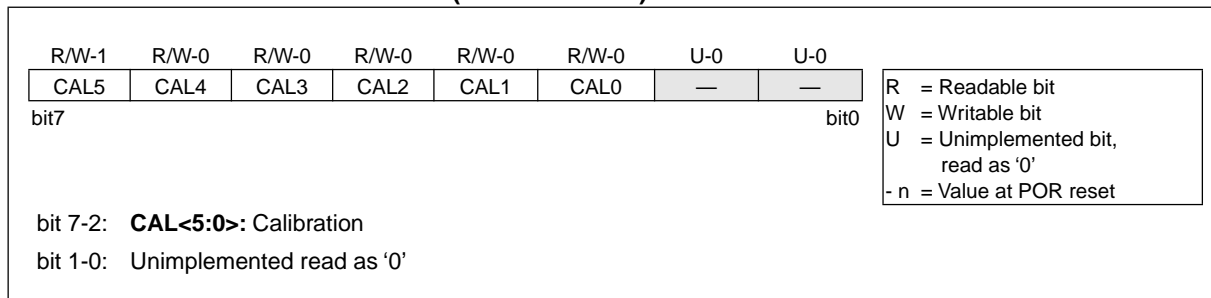 R/W-1 R/W-0 R/W-0 R/W-0 R/W-0 R/W-0 U-0 U-0
CAL5 CAL4 CAL3 CAL2 CAL1 CAL0 — —
bit7 bit0
R = Readable bit
W = Writable bit
U = Unimplemented bit,
read as ‘0’
- n = Value at POR reset
bit 7-2: CAL<5:0>: Calibration
bit 1-0: Unimplemented read as ‘0’